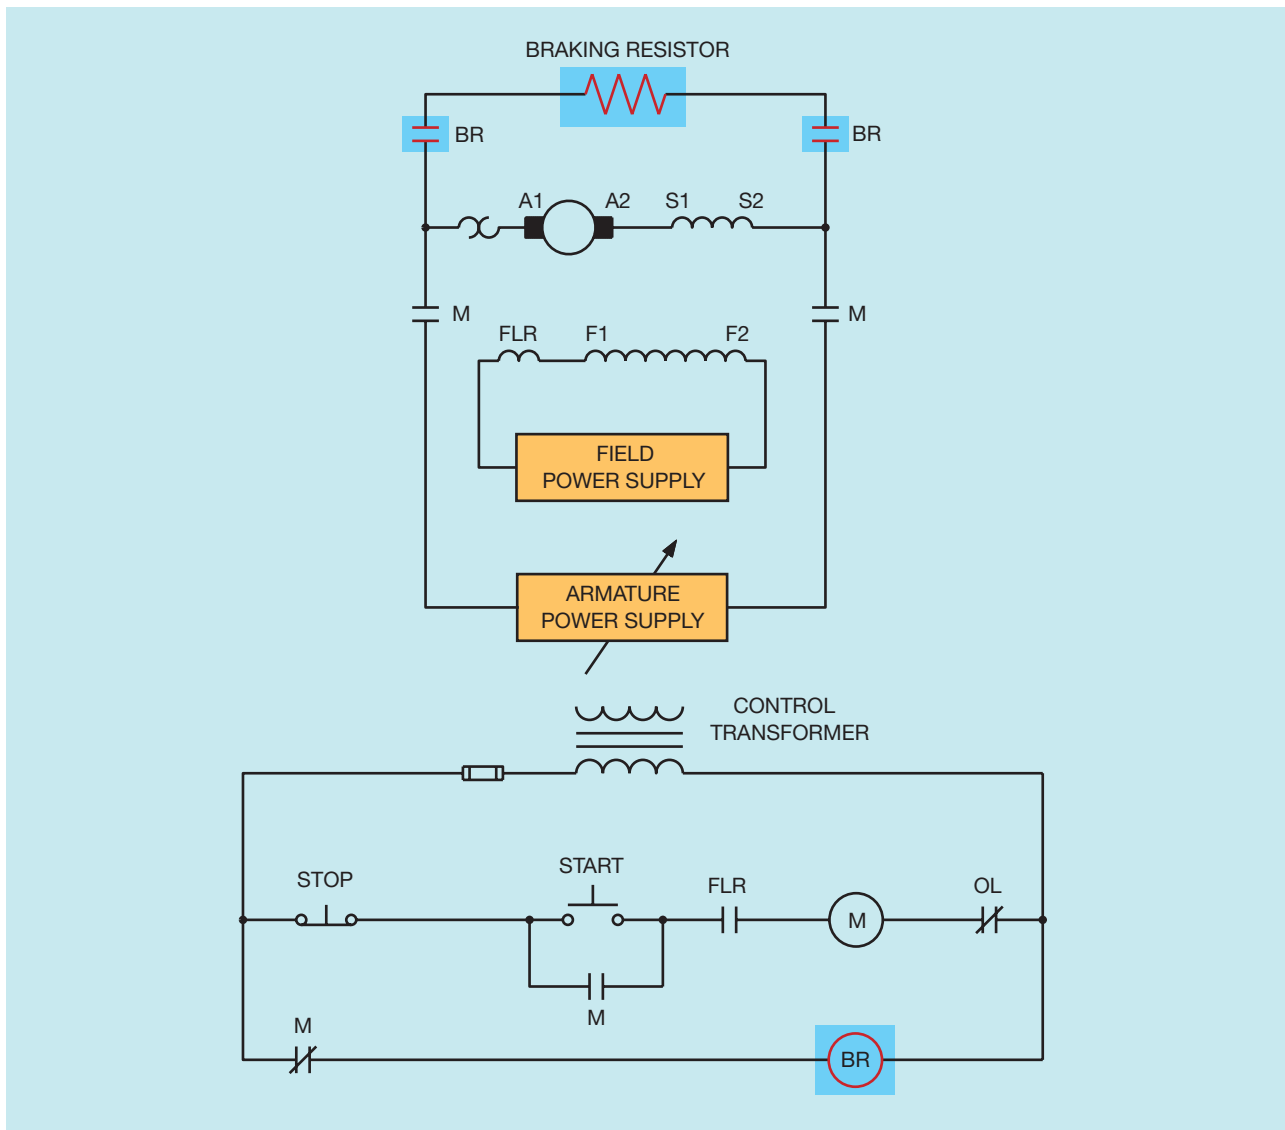 BRAKING RESISTOR
BR
BR
A1
A2
S1
S2
M
M
FLR
F1
F2
FIELD
POWER SUPPLY
ARMATURE
POWER SUPPLY
CONTROL
TRANSFORMER
STOP
START
FLR
OL
M
M
M
BR